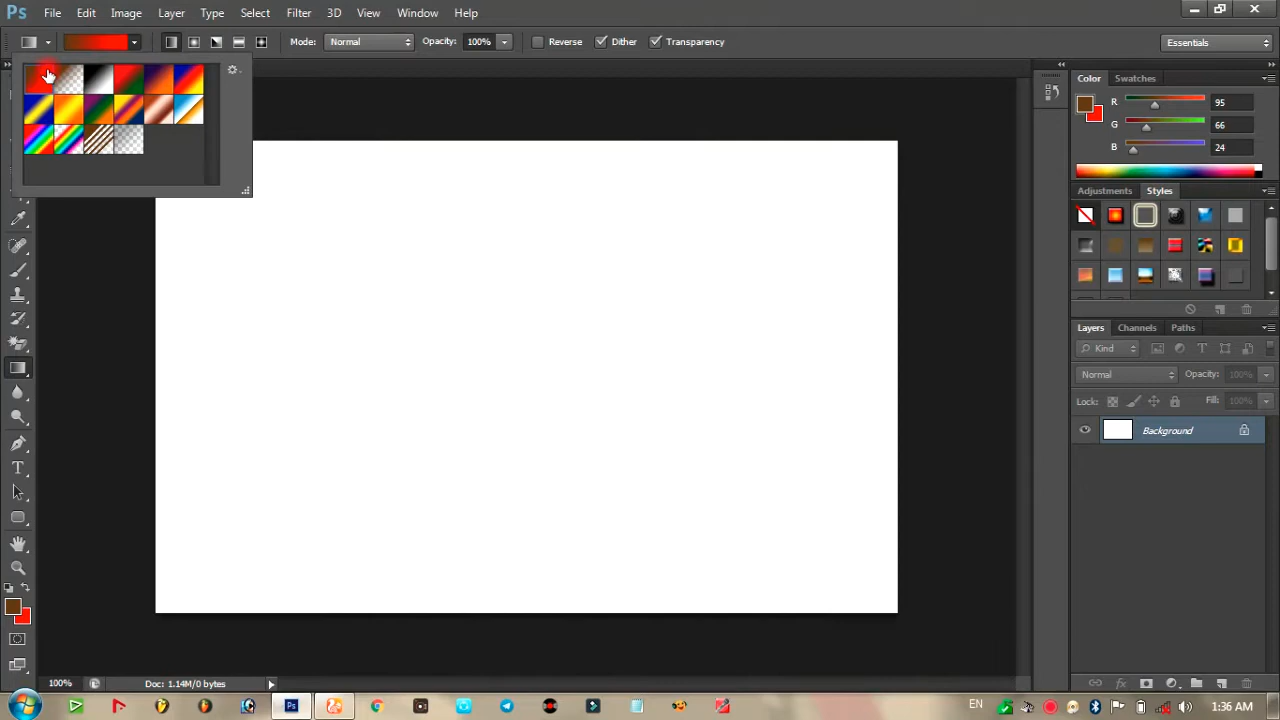 Ps File Edit Image Layer Type Select Filter 3D View Window Help
Mode: Normal Opacity: 100% Reverse Dither Transparency Essentials
Color Swatches
R 95
G 66
B 24
Adjustments Styles
Layers Channels Paths
Kind
Normal Opacity: 100%
Lock: Fill: 100%
Background
100% Doc: 1.14M/0 bytes
Ps EN 1:36 AM